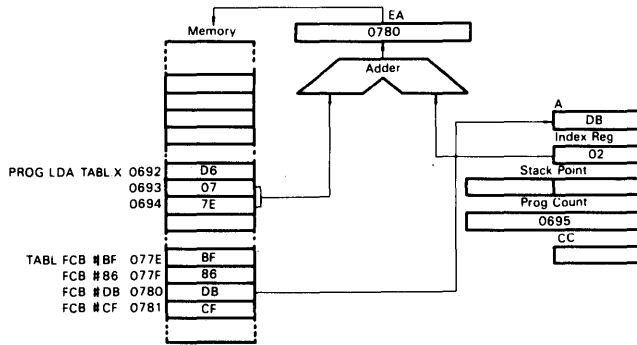 EA
Memory
0780
Adder
A
DB
Index Reg
02
Stack Point
Prog Count
0695
CC
PROG LDA TABL X 0692 D6
0693 07
0694 7E
TABL FCB #BF 077E BF
FCB #86 077F 86
FCB #DB 0780 DB
FCB #CF 0781 CF